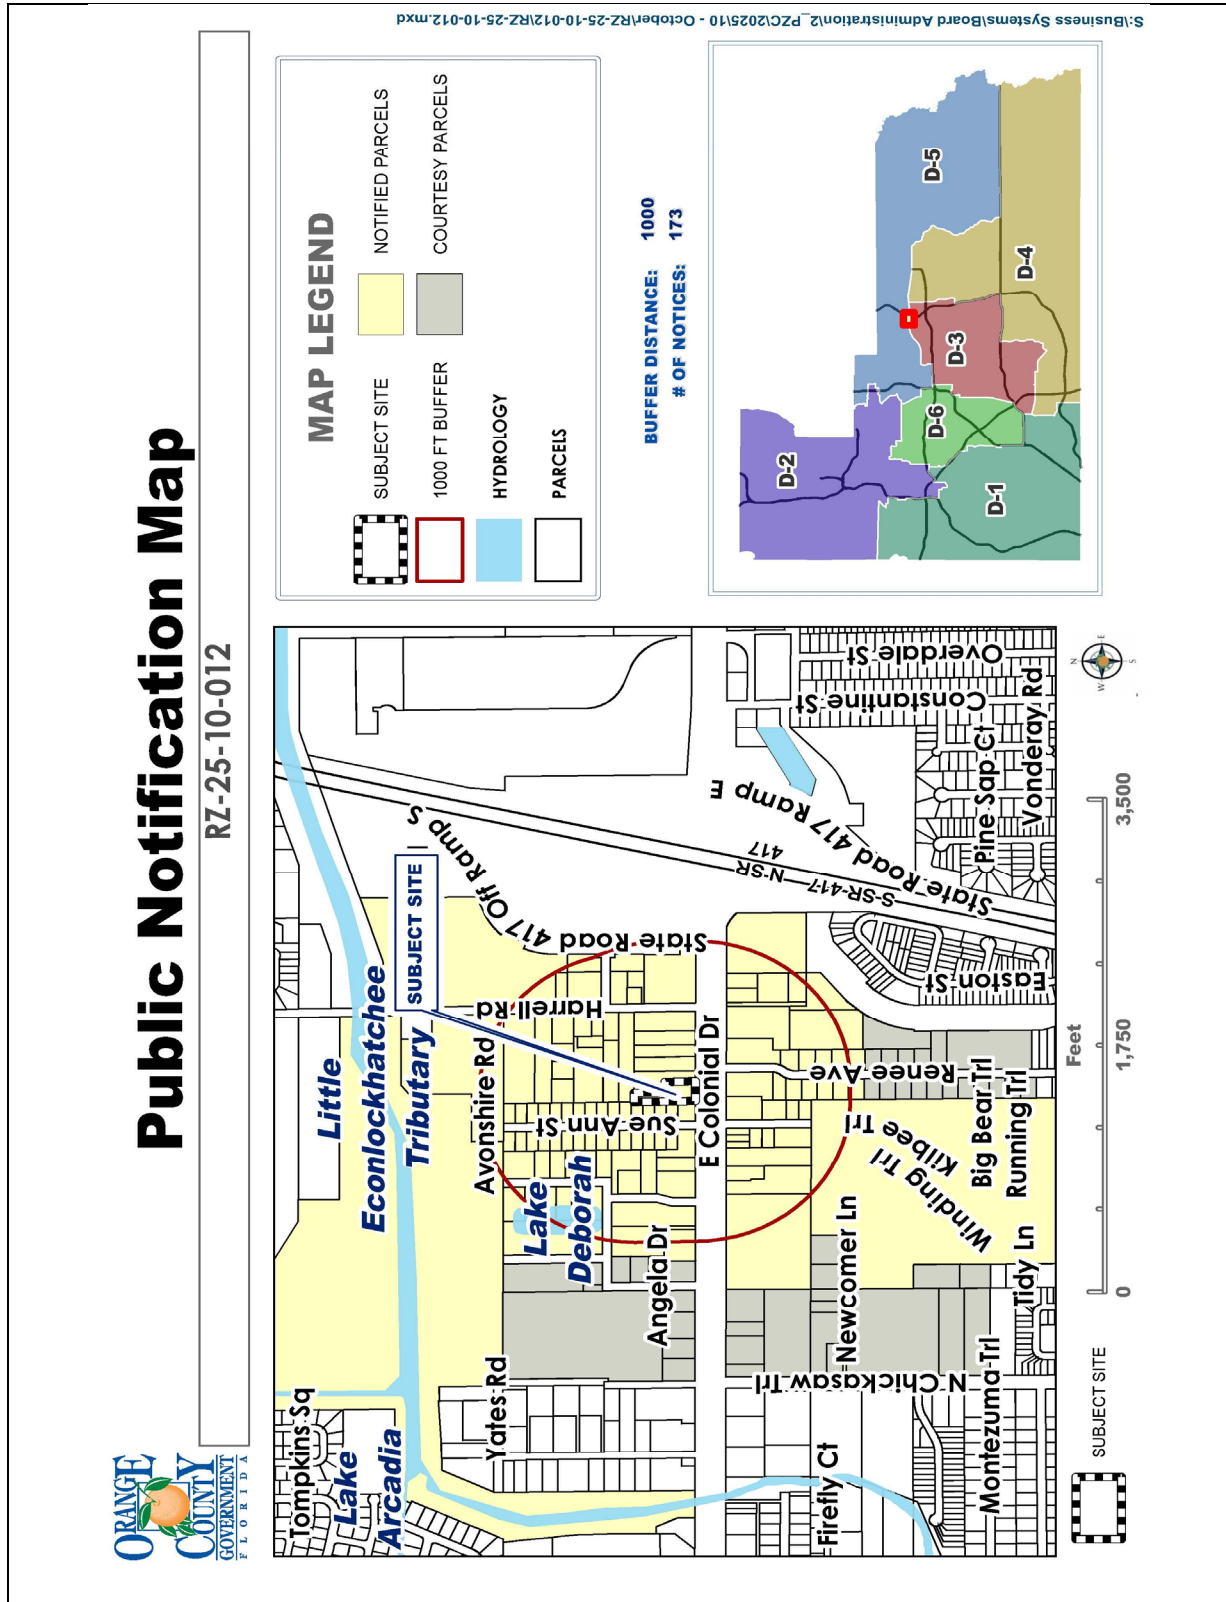 S:\Business Systems\Board Administration\2_PZC\2025\10 - October\RZ-25-10-012\RZ\RZ-25-10-012.mxd
ORANGE
COUNTY
GOVERNMENT
FLORIDA
Public Notification Map
RZ-25-10-012
MAP LEGEND
SUBJECT SITE
NOTIFIED PARCELS
1000 FT BUFFER
COURTESY PARCELS
HYDROLOGY
PARCELS
BUFFER DISTANCE: 1000
# OF NOTICES: 173
D-2
D-5
D-6
D-3
D-1
D-4
Tompkins Sq
Lake
Arcadia
Little
Econlockhatchee
Tributary
SUBJECT SITE
Yates Rd
Avonshire Rd
Harrell Rd
State Road 417 Off Ramp S
Lake
Deborah
Sue Ann St
Angela Dr
E Colonial Dr
N SR 417
S SR 417
State Road 417 Ramp E
N Chickasaw Trl
Firefly Ct
Newcomer Ln
Kilbee Trl
Winding Trl
Renee Ave
Big Bear Trl
Running Trl
Easton St
Montezuma Trl
Tidy Ln
Constantine St
Overdale St
Pine Sap Ct
Vonderay Rd
SUBJECT SITE
Feet
0
1,750
3,500
N
W
E
S